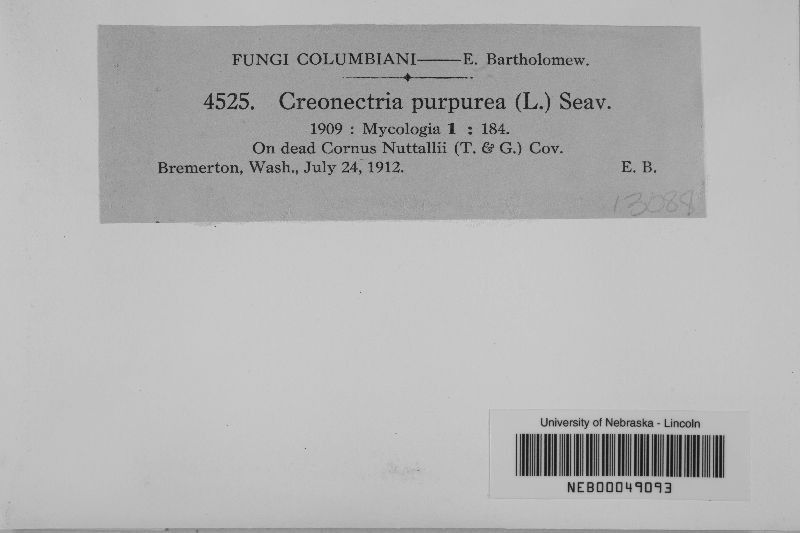 FUNGI COLUMBIANI—E. Bartholomew.
4525. Creonectria purpurea (L.) Seav.
1909 : Mycologia 1 : 184.
On dead Cornus Nuttallii (T. & G.) Cov.
Bremerton, Wash., July 24, 1912. E. B.
13088
University of Nebraska - Lincoln
NEB00049093